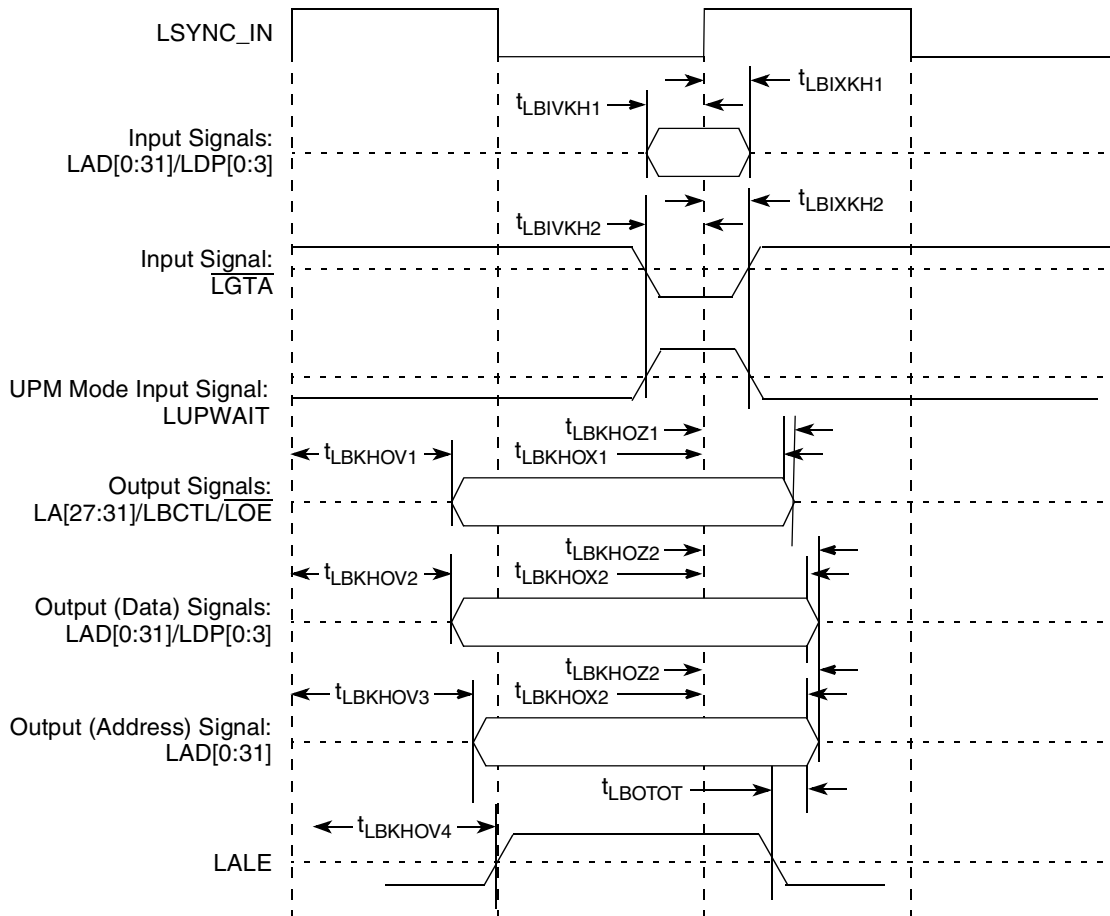 LSYNC_IN
tLBIXKH1
tLBIVKH1
Input Signals:
LAD[0:31]/LDP[0:3]
tLBIXKH2
tLBIVKH2
Input Signal:
LGTA
UPM Mode Input Signal:
LUPWAIT
tLBKHOZ1
tLBKHOV1
tLBKHOX1
Output Signals:
LA[27:31]/LBCTL/LOE
tLBKHOZ2
tLBKHOV2
tLBKHOX2
Output (Data) Signals:
LAD[0:31]/LDP[0:3]
tLBKHOZ2
tLBKHOV3
tLBKHOX2
Output (Address) Signal:
LAD[0:31]
tLBOTOT
tLBKHOV4
LALE